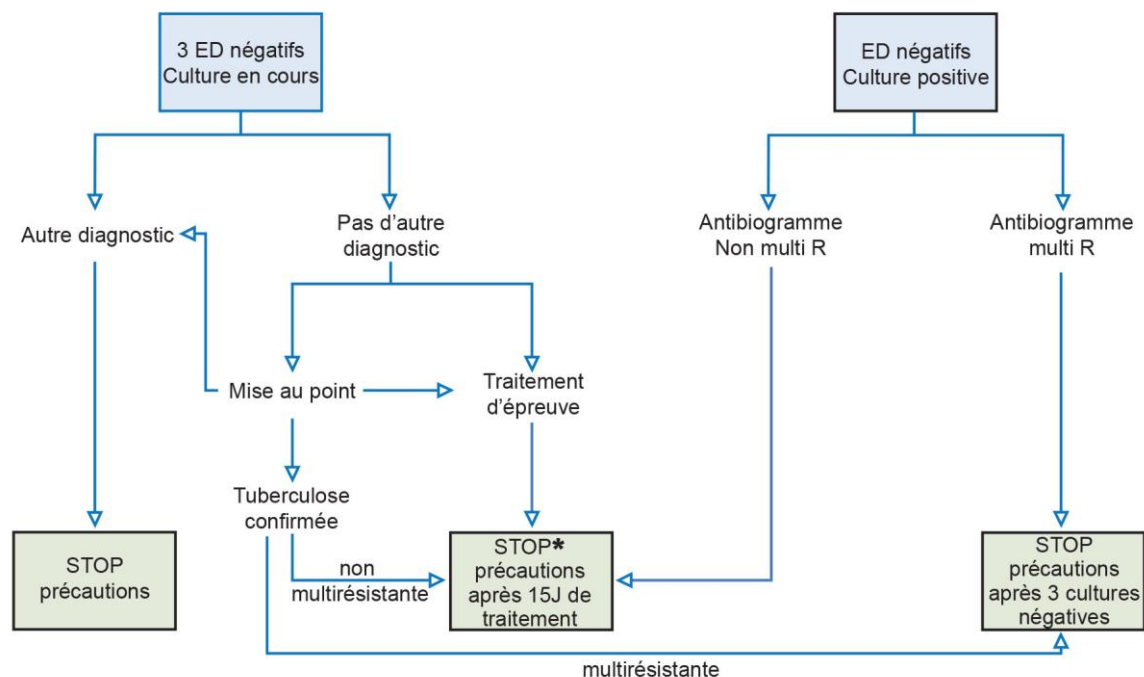 3 ED négatifs
Culture en cours
ED négatifs
Culture positive
Autre diagnostic
Pas d'autre
diagnostic
Antibiogramme
Non multi R
Antibiogramme
multi R
Mise au point
Traitement
d'épreuve
Tuberculose
confirmée
STOP
précautions
non
multirésistante
STOP*
précautions
après 15J de
traitement
STOP
précautions
après 3 cultures
négatives
multirésistante